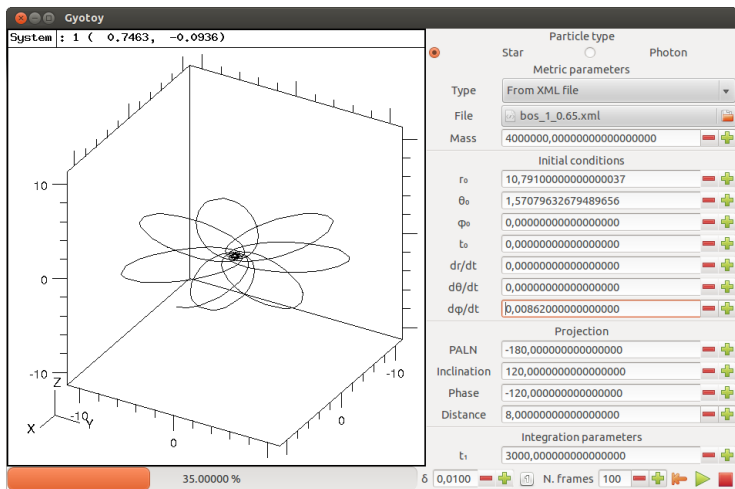 Gyotoy
System : 1 ( 0.7463, -0.0936)
Particle type
Star Photon
Metric parameters
Type From XML file
File bos_1_0.65.xml
Mass 4000000,00000000000000000
Initial conditions
r₀ 10,79100000000000037
θ₀ 1,57079632679489656
φ₀ 0,00000000000000000
t₀ 0,00000000000000000
dr/dt 0,00000000000000000
dθ/dt 0,00000000000000000
dφ/dt 0,00862000000000000
Projection
PALN -180,000000000000000
Inclination 120,000000000000000
Phase -120,000000000000000
Distance 8,00000000000000000
Integration parameters
t₁ 3000,00000000000000
10
0
-10
Z
X
Y
-10
0
0
-10
35.00000 %
δ 0,0100 N. frames 100